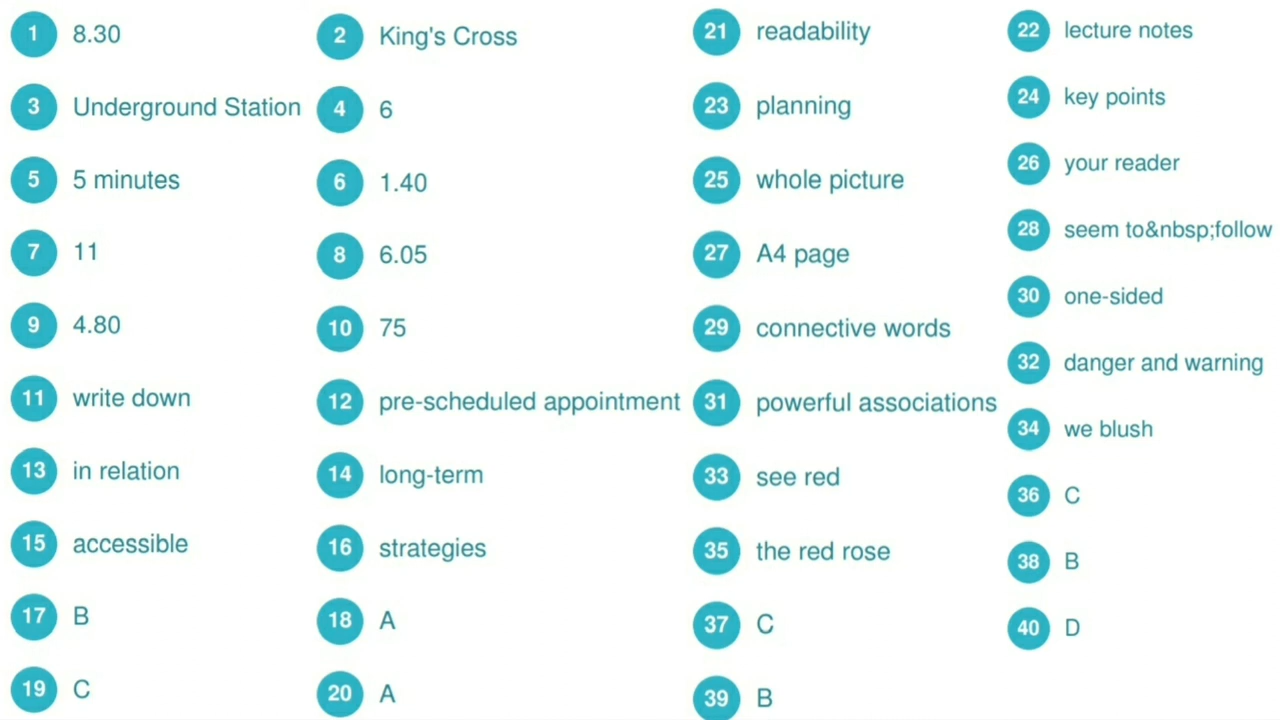 1 8.30
2 King's Cross
3 Underground Station
4 6
5 5 minutes
6 1.40
7 11
8 6.05
9 4.80
10 75
11 write down
12 pre-scheduled appointment
13 in relation
14 long-term
15 accessible
16 strategies
17 B
18 A
19 C
20 A
21 readability
22 lecture notes
23 planning
24 key points
25 whole picture
26 your reader
27 A4 page
28 seem to&nbsp;follow
29 connective words
30 one-sided
31 powerful associations
32 danger and warning
33 see red
34 we blush
35 the red rose
36 C
37 C
38 B
39 B
40 D